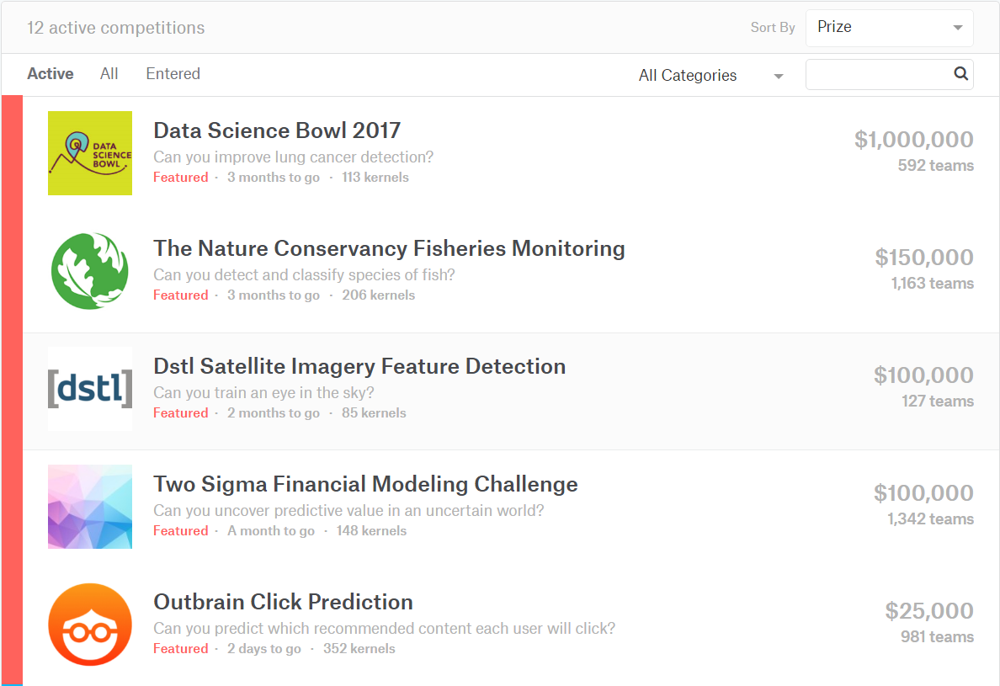 12 active competitions
Sort By Prize
Active All Entered
All Categories
DATA
SCIENCE
BOWL
Data Science Bowl 2017
Can you improve lung cancer detection?
Featured · 3 months to go · 113 kernels
$1,000,000
592 teams
The Nature Conservancy Fisheries Monitoring
Can you detect and classify species of fish?
Featured · 3 months to go · 206 kernels
$150,000
1,163 teams
[dstl]
Dstl Satellite Imagery Feature Detection
Can you train an eye in the sky?
Featured · 2 months to go · 85 kernels
$100,000
127 teams
Two Sigma Financial Modeling Challenge
Can you uncover predictive value in an uncertain world?
Featured · A month to go · 148 kernels
$100,000
1,342 teams
Outbrain Click Prediction
Can you predict which recommended content each user will click?
Featured · 2 days to go · 352 kernels
$25,000
981 teams